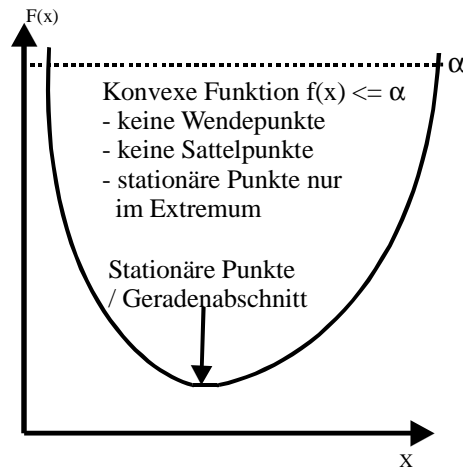 F(x)
α
Konvexe Funktion f(x) <= α
- keine Wendepunkte
- keine Sattelpunkte
- stationäre Punkte nur
im Extremum
Stationäre Punkte
/ Geradenabschnitt
X